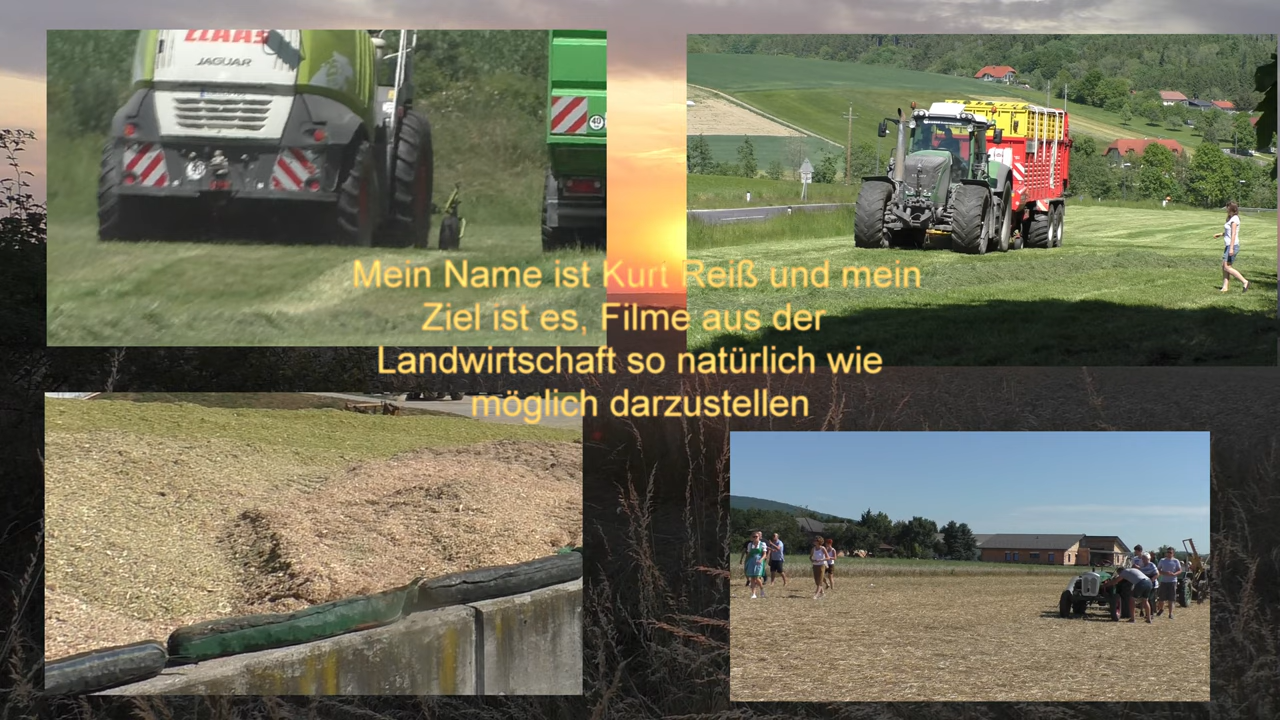 CLAAS
JAGUAR
40
Mein Name ist Kurt Reiß und mein
Ziel ist es, Filme aus der
Landwirtschaft so natürlich wie
möglich darzustellen